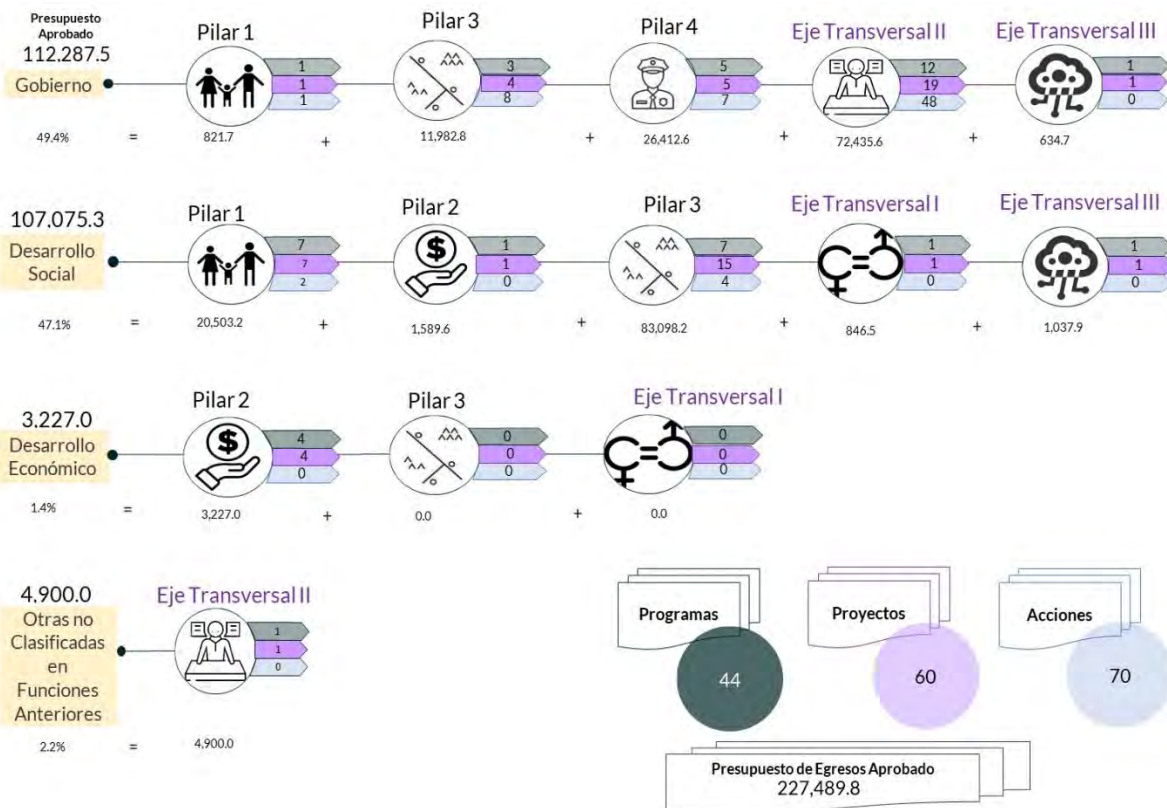 Presupuesto
Aprobado
112,287.5
Gobierno
49.4%
=
Pilar 1
1
1
1
821.7
+
Pilar 3
3
4
8
11,982.8
+
Pilar 4
5
5
7
26,412.6
+
Eje Transversal II
12
19
48
72,435.6
+
Eje Transversal III
1
1
0
634.7
107,075.3
Desarrollo
Social
47.1%
=
Pilar 1
7
7
2
20,503.2
+
Pilar 2
$
1
1
0
1,589.6
+
Pilar 3
7
15
4
83,098.2
+
Eje Transversal I
1
1
0
846.5
+
Eje Transversal III
1
1
0
1,037.9
3,227.0
Desarrollo
Económico
1.4%
=
Pilar 2
$
4
4
0
3,227.0
+
Pilar 3
0
0
0
0.0
+
Eje Transversal I
0
0
0
0.0
4,900.0
Otras no
Clasificadas
en
Funciones
Anteriores
2.2%
=
Eje Transversal II
1
1
0
4,900.0
Programas
44
Proyectos
60
Acciones
70
Presupuesto de Egresos Aprobado
227,489.8